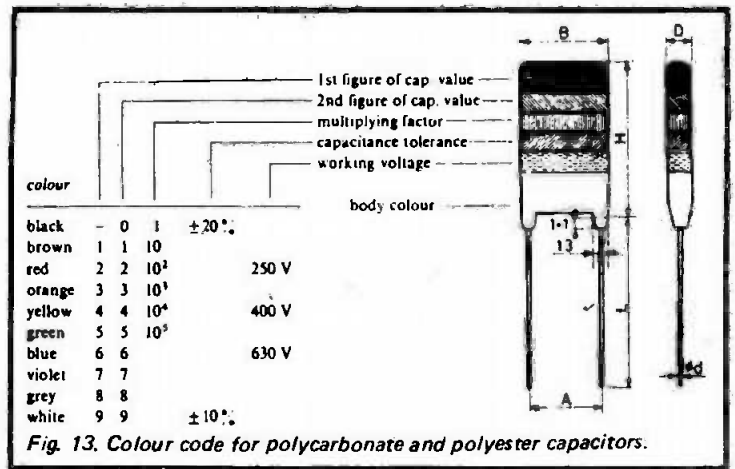 B
D
1st figure of cap. value
2nd figure of cap. value
multiplying factor
capacitance tolerance
working voltage
H
colour
body colour
black - 0 1 ±20%
brown 1 1 10
red 2 2 10² 250 V
orange 3 3 10³
yellow 4 4 10⁴ 400 V
green 5 5 10⁵
blue 6 6 630 V
violet 7 7
grey 8 8
white 9 9 ±10%
1·1
13
d
A
Fig. 13. Colour code for polycarbonate and polyester capacitors.